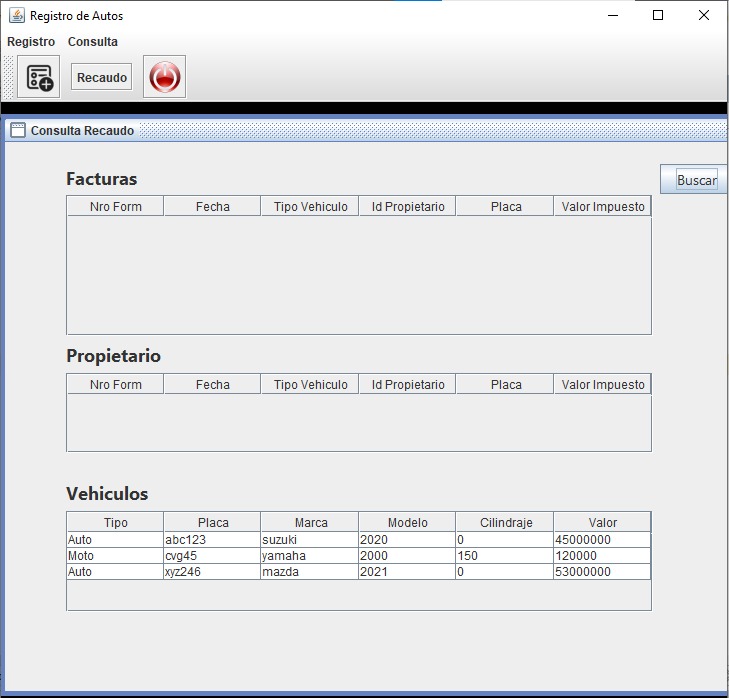 Registro de Autos
Registro Consulta
Recaudo
Consulta Recaudo
Facturas
Buscar
Nro Form Fecha Tipo Vehiculo Id Propietario Placa Valor Impuesto
Propietario
Nro Form Fecha Tipo Vehiculo Id Propietario Placa Valor Impuesto
Vehiculos
Tipo Placa Marca Modelo Cilindraje Valor
Auto abc123 suzuki 2020 0 45000000
Moto cvg45 yamaha 2000 150 120000
Auto xyz246 mazda 2021 0 53000000